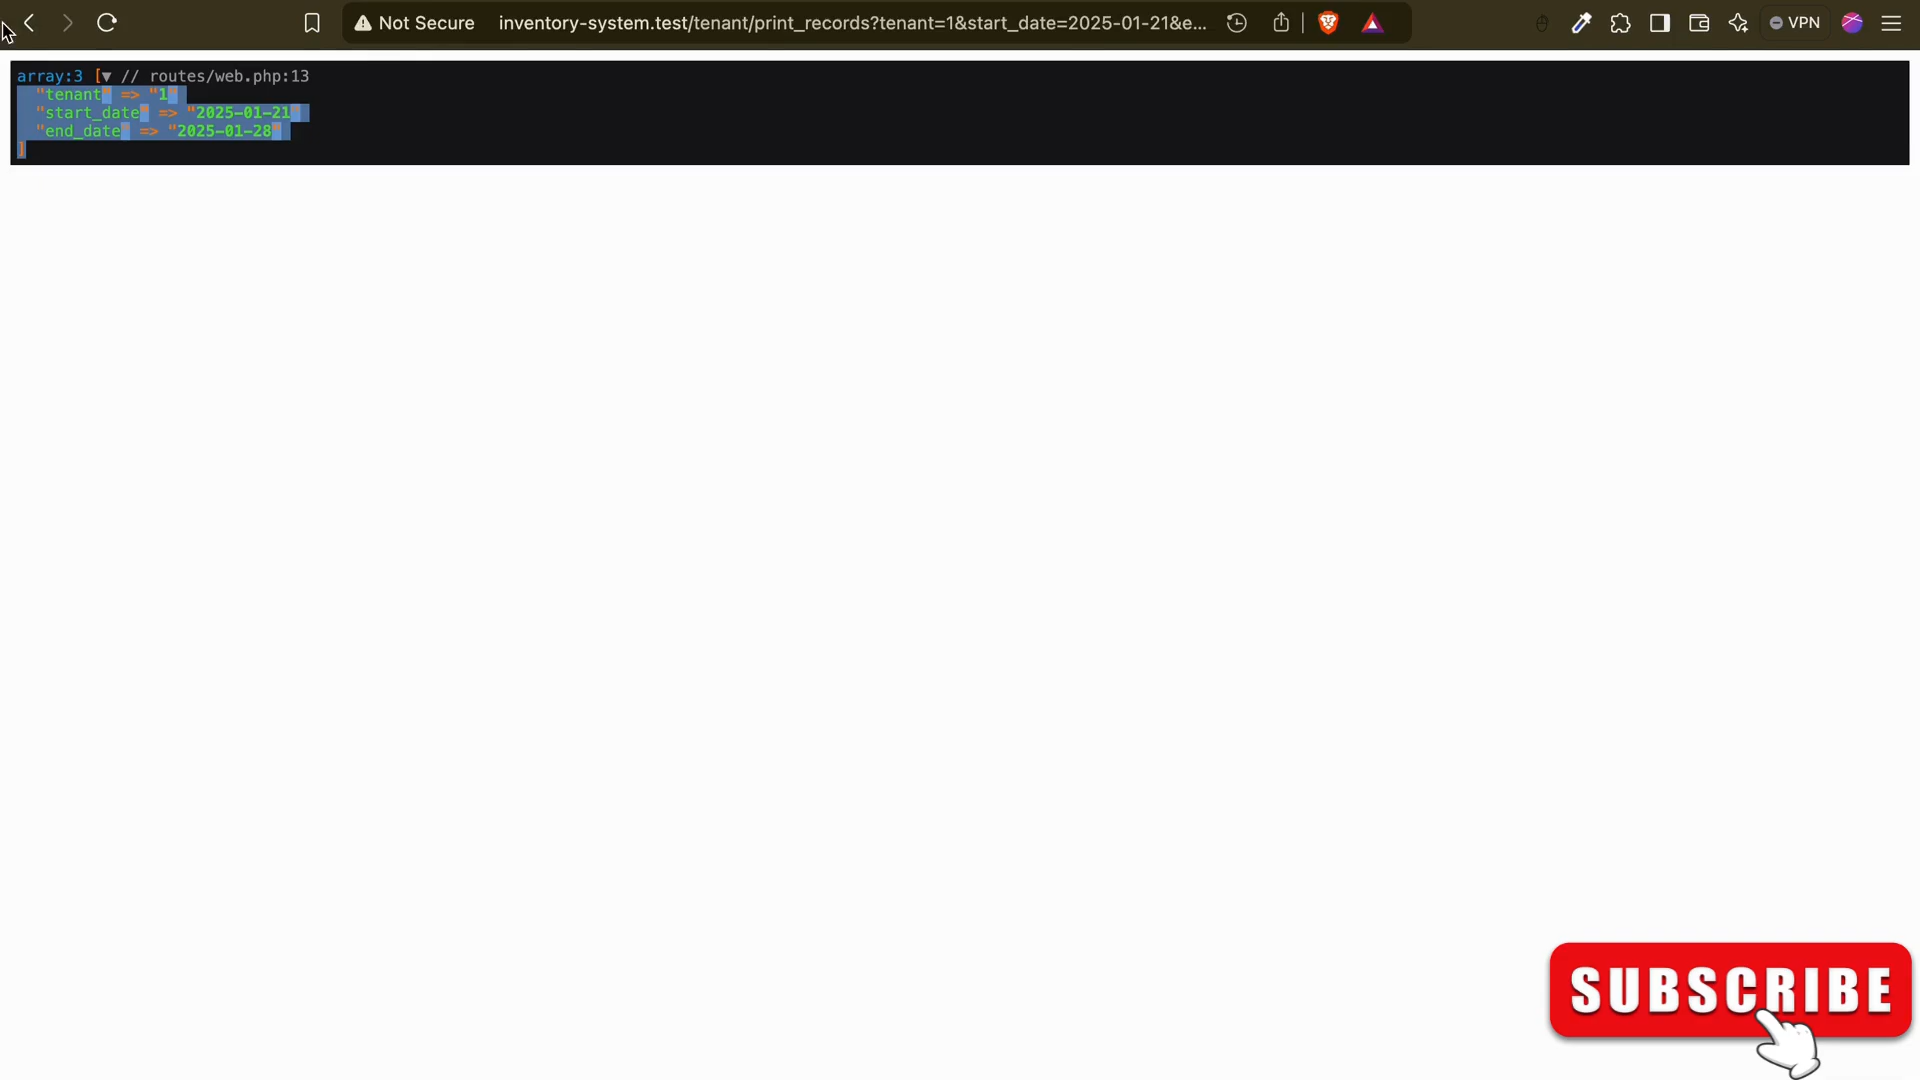 Not Secure inventory-system.test/tenant/print_records?tenant=1&start_date=2025-01-21&e... VPN
array:3 [▼ // routes/web.php:13
  "tenant" => "1"
  "start_date" => "2025-01-21"
  "end_date" => "2025-01-28"
]
SUBSCRIBE